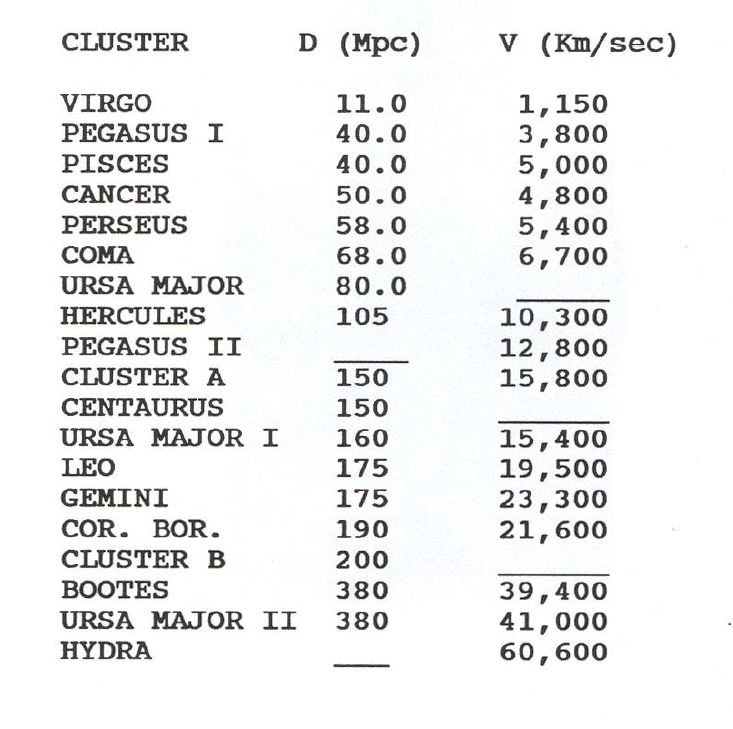 CLUSTER D (Mpc) V (Km/sec)
VIRGO 11.0 1,150
PEGASUS I 40.0 3,800
PISCES 40.0 5,000
CANCER 50.0 4,800
PERSEUS 58.0 5,400
COMA 68.0 6,700
URSA MAJOR 80.0 ______
HERCULES 105 10,300
PEGASUS II _____ 12,800
CLUSTER A 150 15,800
CENTAURUS 150 _______
URSA MAJOR I 160 15,400
LEO 175 19,500
GEMINI 175 23,300
COR. BOR. 190 21,600
CLUSTER B 200 _______
BOOTES 380 39,400
URSA MAJOR II 380 41,000
HYDRA ____ 60,600